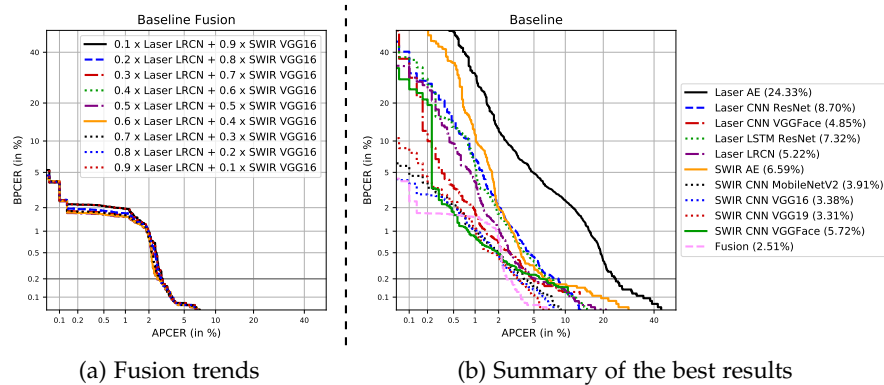 Baseline Fusion
BPCER (in %)
40
20
10
5
2
1
0.2
0.1
0.1 x Laser LRCN + 0.9 x SWIR VGG16
0.2 x Laser LRCN + 0.8 x SWIR VGG16
0.3 x Laser LRCN + 0.7 x SWIR VGG16
0.4 x Laser LRCN + 0.6 x SWIR VGG16
0.5 x Laser LRCN + 0.5 x SWIR VGG16
0.6 x Laser LRCN + 0.4 x SWIR VGG16
0.7 x Laser LRCN + 0.3 x SWIR VGG16
0.8 x Laser LRCN + 0.2 x SWIR VGG16
0.9 x Laser LRCN + 0.1 x SWIR VGG16
0.1 0.2 0.5 1 2 5 10 20 40
APCER (in %)
(a) Fusion trends
Baseline
BPCER (in %)
40
20
10
5
2
1
0.5
0.2
0.1
0.1 0.2 0.5 1 2 5 10 20 40
APCER (in %)
Laser AE (24.33%)
Laser CNN ResNet (8.70%)
Laser CNN VGGFace (4.85%)
Laser LSTM ResNet (7.32%)
Laser LRCN (5.22%)
SWIR AE (6.59%)
SWIR CNN MobileNetV2 (3.91%)
SWIR CNN VGG16 (3.38%)
SWIR CNN VGG19 (3.31%)
SWIR CNN VGGFace (5.72%)
Fusion (2.51%)
(b) Summary of the best results